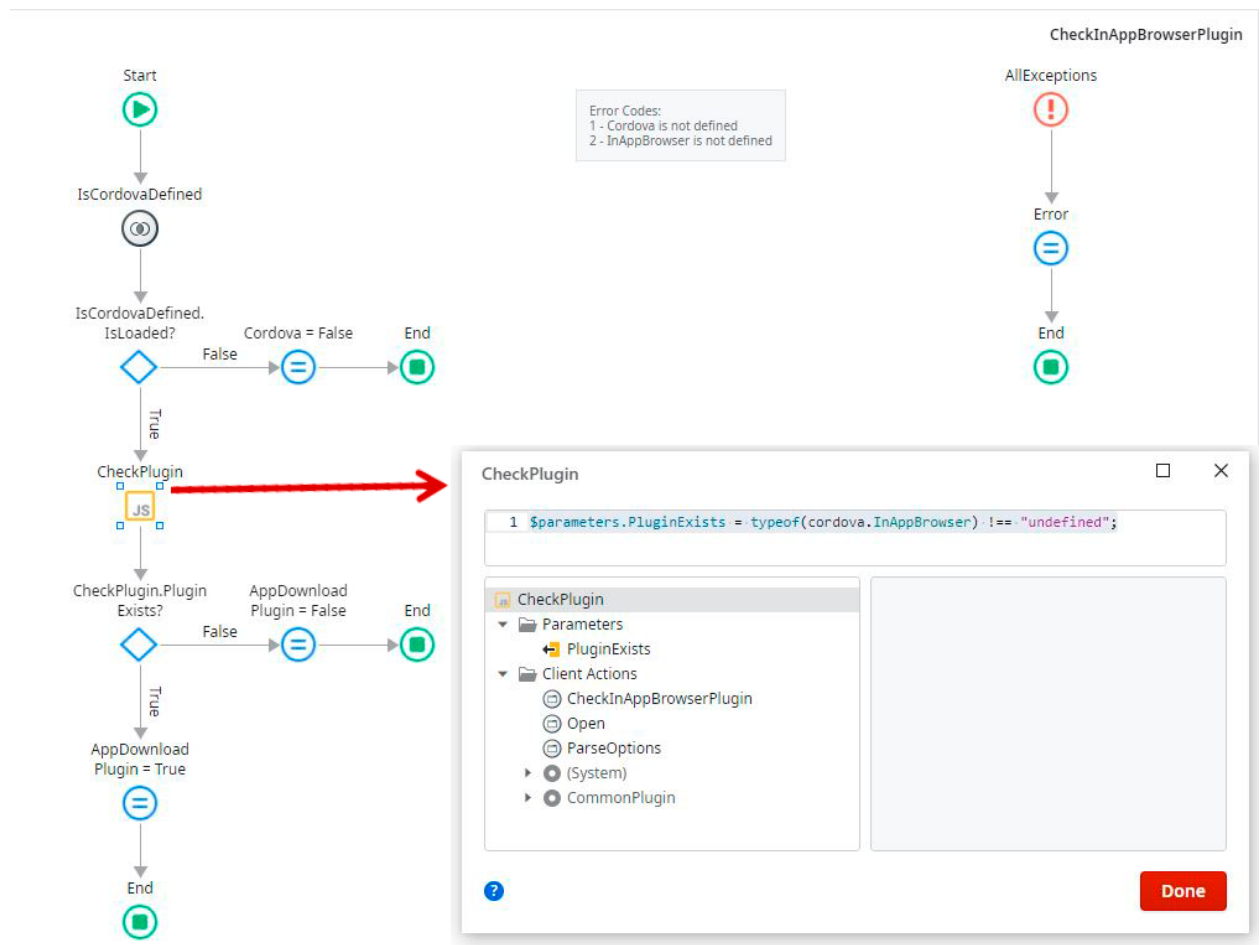 CheckInAppBrowserPlugin
Start
AllExceptions
Error Codes:
1 - Cordova is not defined
2 - InAppBrowser is not defined
IsCordovaDefined
Error
IsCordovaDefined.
IsLoaded?
False
Cordova = False
End
End
True
CheckPlugin
JS
CheckPlugin.Plugin
Exists?
False
AppDownload
Plugin = False
End
True
AppDownload
Plugin = True
End
CheckPlugin
1 $parameters.PluginExists = typeof(cordova.InAppBrowser) !== "undefined";
JS CheckPlugin
Parameters
PluginExists
Client Actions
CheckInAppBrowserPlugin
Open
ParseOptions
(System)
CommonPlugin
?
Done